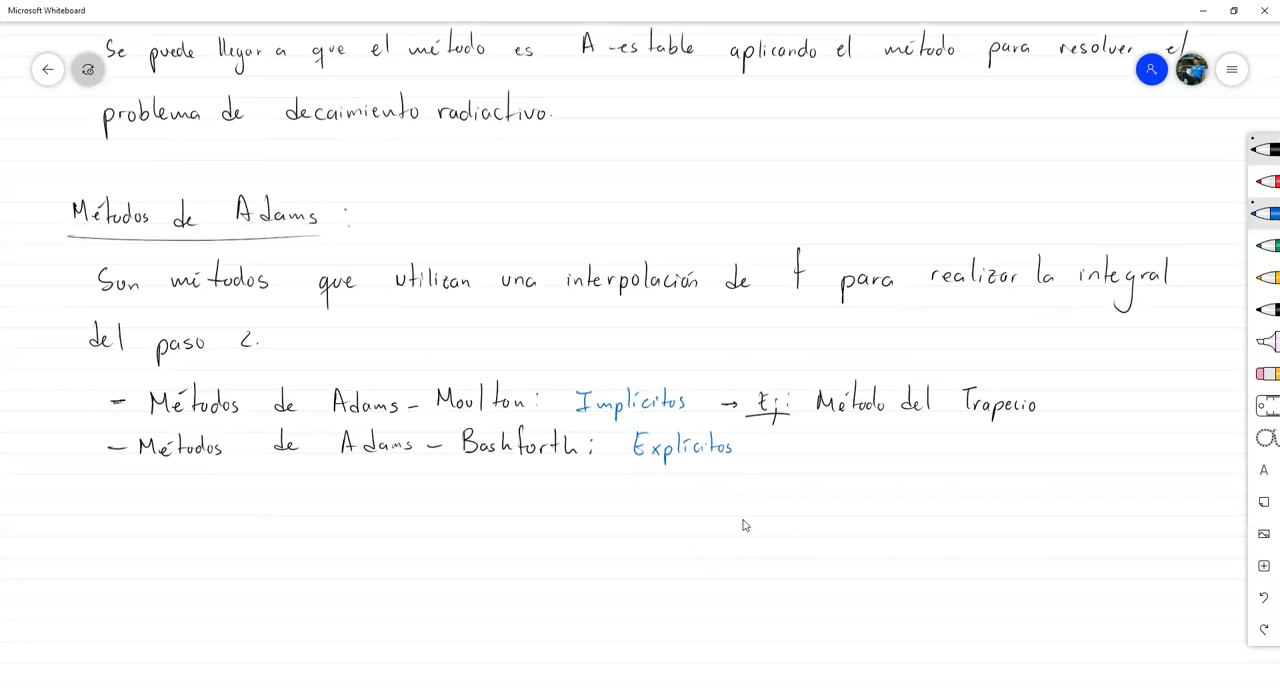 Microsoft Whiteboard
Se puede llegar a que el método es A-estable aplicando el método para resolver el
problema de decaimiento radiactivo.
Métodos de Adams:
Son métodos que utilizan una interpolación de f para realizar la integral
del paso 2.
- Métodos de Adams - Moulton: Implícitos → Ej: Método del Trapecio
- Métodos de Adams - Bashforth: Explícitos
A